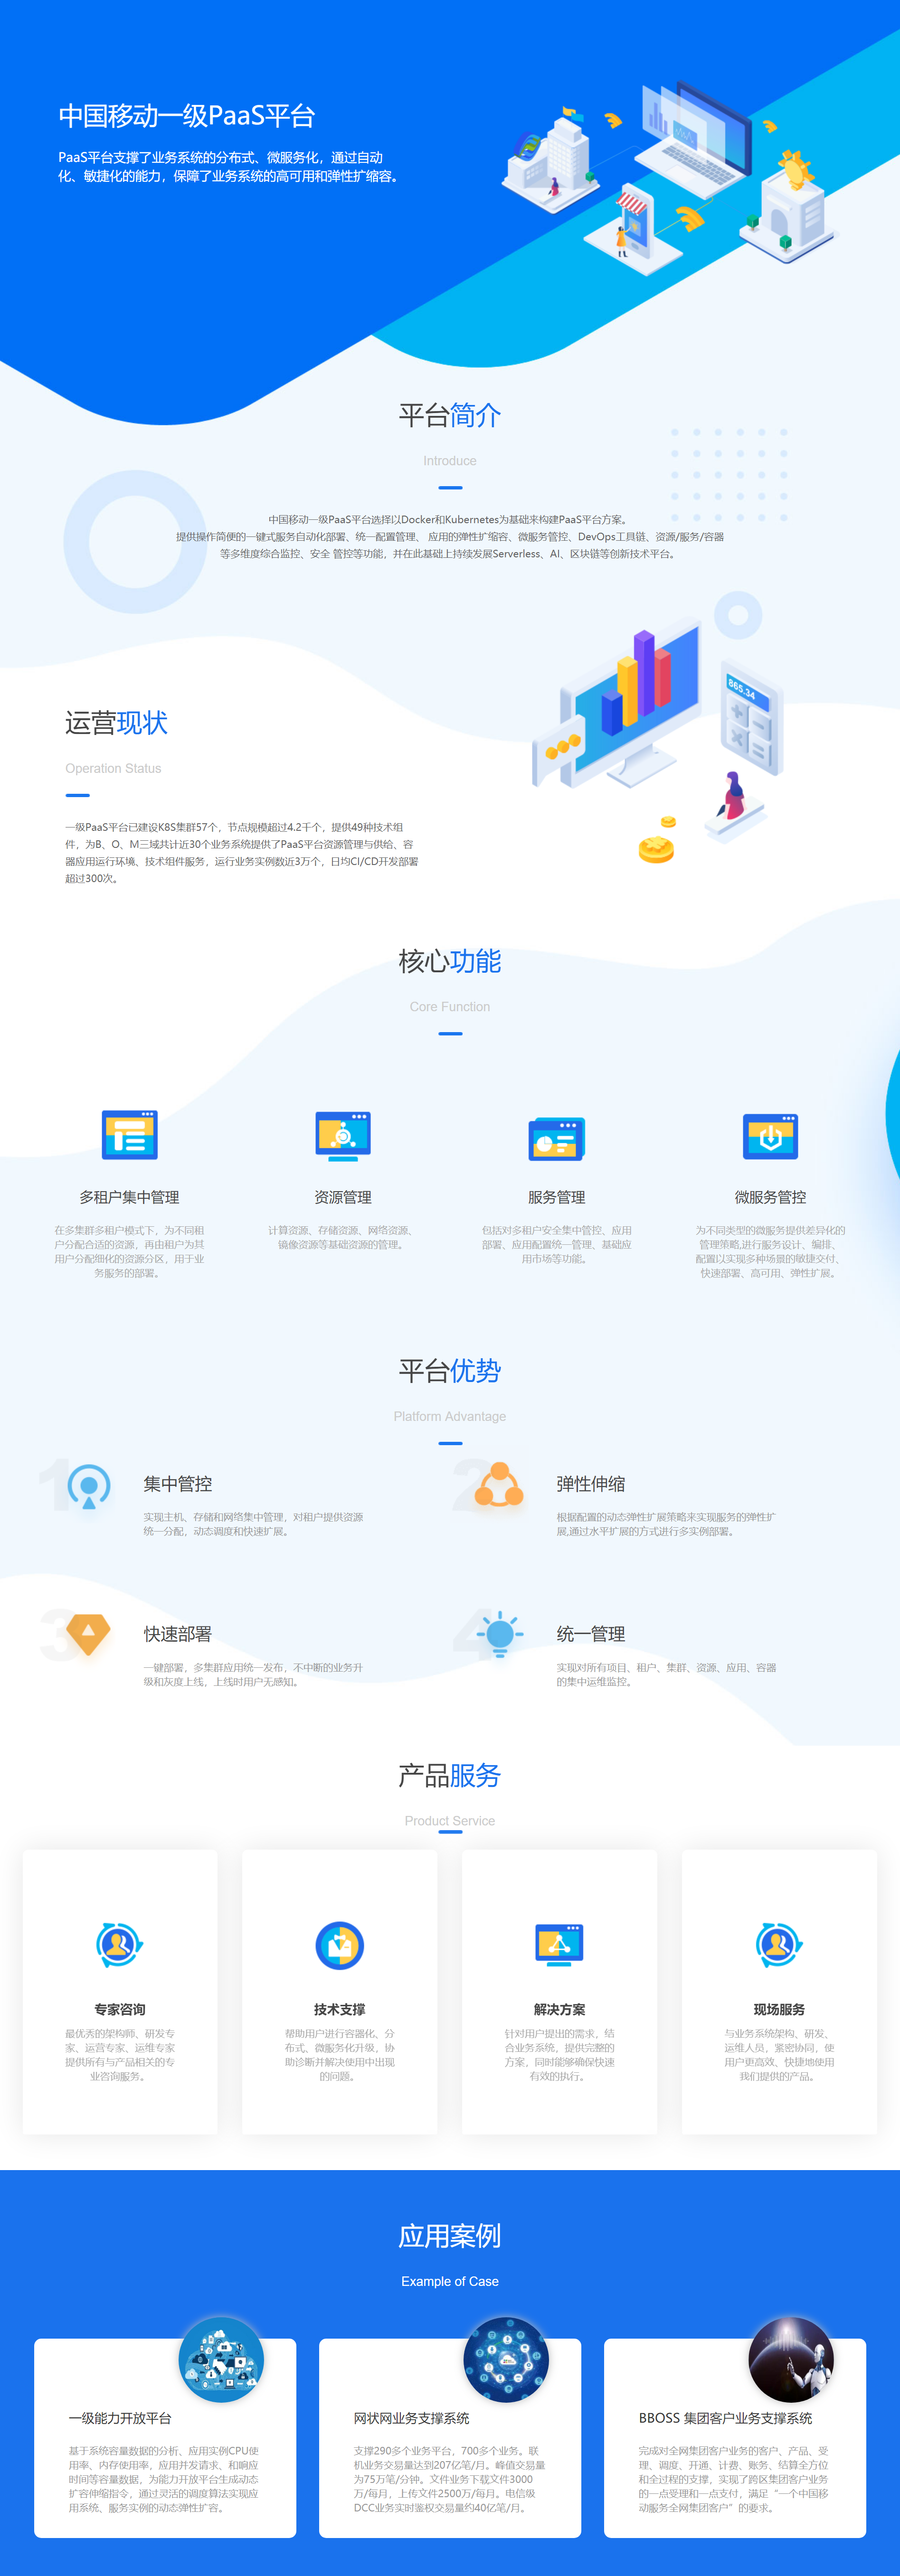 中国移动一级PaaS平台
PaaS平台支撑了业务系统的分布式、微服务化，通过自动
化、敏捷化的能力，保障了业务系统的高可用和弹性扩缩容。
平台简介
Introduce
中国移动一级PaaS平台选择以Docker和Kubernetes为基础来构建PaaS平台方案。
提供操作简便的一键式服务自动化部署、统一配置管理、 应用的弹性扩缩容、微服务管控、DevOps工具链、资源/服务/容器
等多维度综合监控、安全 管控等功能，并在此基础上持续发展Serverless、AI、区块链等创新技术平台。
865.34
运营现状
Operation Status
一级PaaS平台已建设K8S集群57个，节点规模超过4.2千个，提供49种技术组
件，为B、O、M三域共计近30个业务系统提供了PaaS平台资源管理与供给、容
器应用运行环境、技术组件服务，运行业务实例数近3万个，日均CI/CD开发部署
超过300次。
核心功能
Core Function
多租户集中管理
在多集群多租户模式下，为不同租
户分配合适的资源，再由租户为其
用户分配细化的资源分区，用于业
务服务的部署。
资源管理
计算资源、存储资源、网络资源、
镜像资源等基础资源的管理。
服务管理
包括对多租户安全集中管控、应用
部署、应用配置统一管理、基础应
用市场等功能。
微服务管控
为不同类型的微服务提供差异化的
管理策略,进行服务设计、编排、
配置以实现多种场景的敏捷交付、
快速部署、高可用、弹性扩展。
平台优势
Platform Advantage
1
集中管控
实现主机、存储和网络集中管理，对租户提供资源
统一分配，动态调度和快速扩展。
2
弹性伸缩
根据配置的动态弹性扩展策略来实现服务的弹性扩
展,通过水平扩展的方式进行多实例部署。
3
快速部署
一键部署，多集群应用统一发布，不中断的业务升
级和灰度上线，上线时用户无感知。
4
统一管理
实现对所有项目、租户、集群、资源、应用、容器
的集中运维监控。
产品服务
Product Service
专家咨询
最优秀的架构师、研发专
家、运营专家、运维专家
提供所有与产品相关的专
业咨询服务。
技术支撑
帮助用户进行容器化、分
布式、微服务化升级，协
助诊断并解决使用中出现
的问题。
解决方案
针对用户提出的需求，结
合业务系统，提供完整的
方案，同时能够确保快速
有效的执行。
现场服务
与业务系统架构、研发、
运维人员，紧密协同，使
用户更高效、快捷地使用
我们提供的产品。
应用案例
Example of Case
一级能力开放平台
基于系统容量数据的分析、应用实例CPU使
用率、内存使用率，应用并发请求、和响应
时间等容量数据，为能力开放平台生成动态
扩容伸缩指令，通过灵活的调度算法实现应
用系统、服务实例的动态弹性扩容。
网状网业务支撑系统
支撑290多个业务平台，700多个业务。联
机业务交易量达到207亿笔/月。峰值交易量
为75万笔/分钟。文件业务下载文件3000
万/每月，上传文件2500万/每月。电信级
DCC业务实时鉴权交易量约40亿笔/月。
BBOSS 集团客户业务支撑系统
完成对全网集团客户业务的客户、产品、受
理、调度、开通、计费、账务、结算全方位
和全过程的支撑，实现了跨区集团客户业务
的一点受理和一点支付，满足“一个中国移
动服务全网集团客户”的要求。